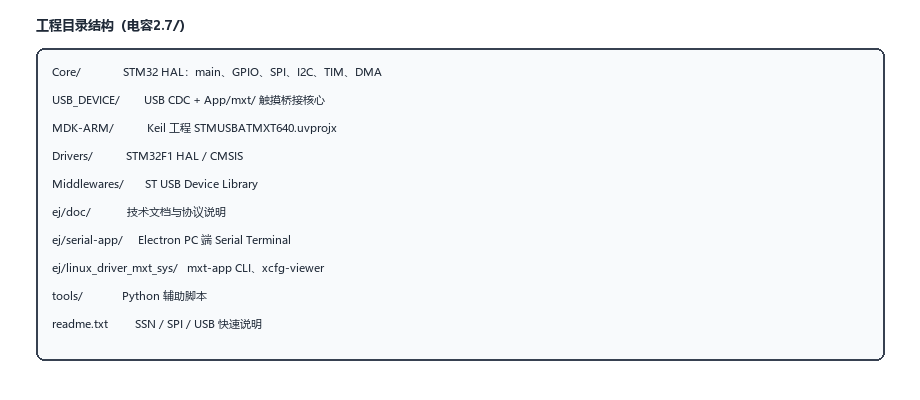 工程目录结构（电容2.7/）
Core/ STM32 HAL：main、GPIO、SPI、I2C、TIM、DMA
USB_DEVICE/ USB CDC + App/mxt/ 触摸桥接核心
MDK-ARM/ Keil 工程 STMUSBATMXT640.uvprojx
Drivers/ STM32F1 HAL / CMSIS
Middlewares/ ST USB Device Library
ej/doc/ 技术文档与协议说明
ej/serial-app/ Electron PC 端 Serial Terminal
ej/linux_driver_mxt_sys/ mxt-app CLI、xcfg-viewer
tools/ Python 辅助脚本
readme.txt SSN / SPI / USB 快速说明